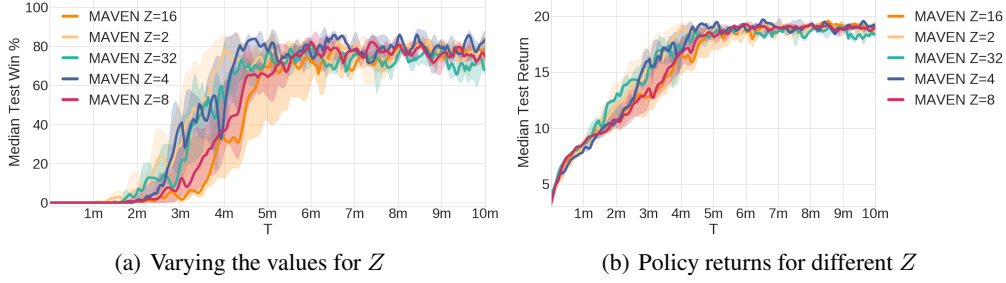 MAVEN Z=16
MAVEN Z=2
MAVEN Z=32
MAVEN Z=4
MAVEN Z=8
Median Test Win %
100
80
60
40
20
0
1m 2m 3m 4m 5m 6m 7m 8m 9m 10m
T
(a) Varying the values for Z
Median Test Return
20
15
10
5
1m 2m 3m 4m 5m 6m 7m 8m 9m 10m
T
MAVEN Z=16
MAVEN Z=2
MAVEN Z=32
MAVEN Z=4
MAVEN Z=8
(b) Policy returns for different Z